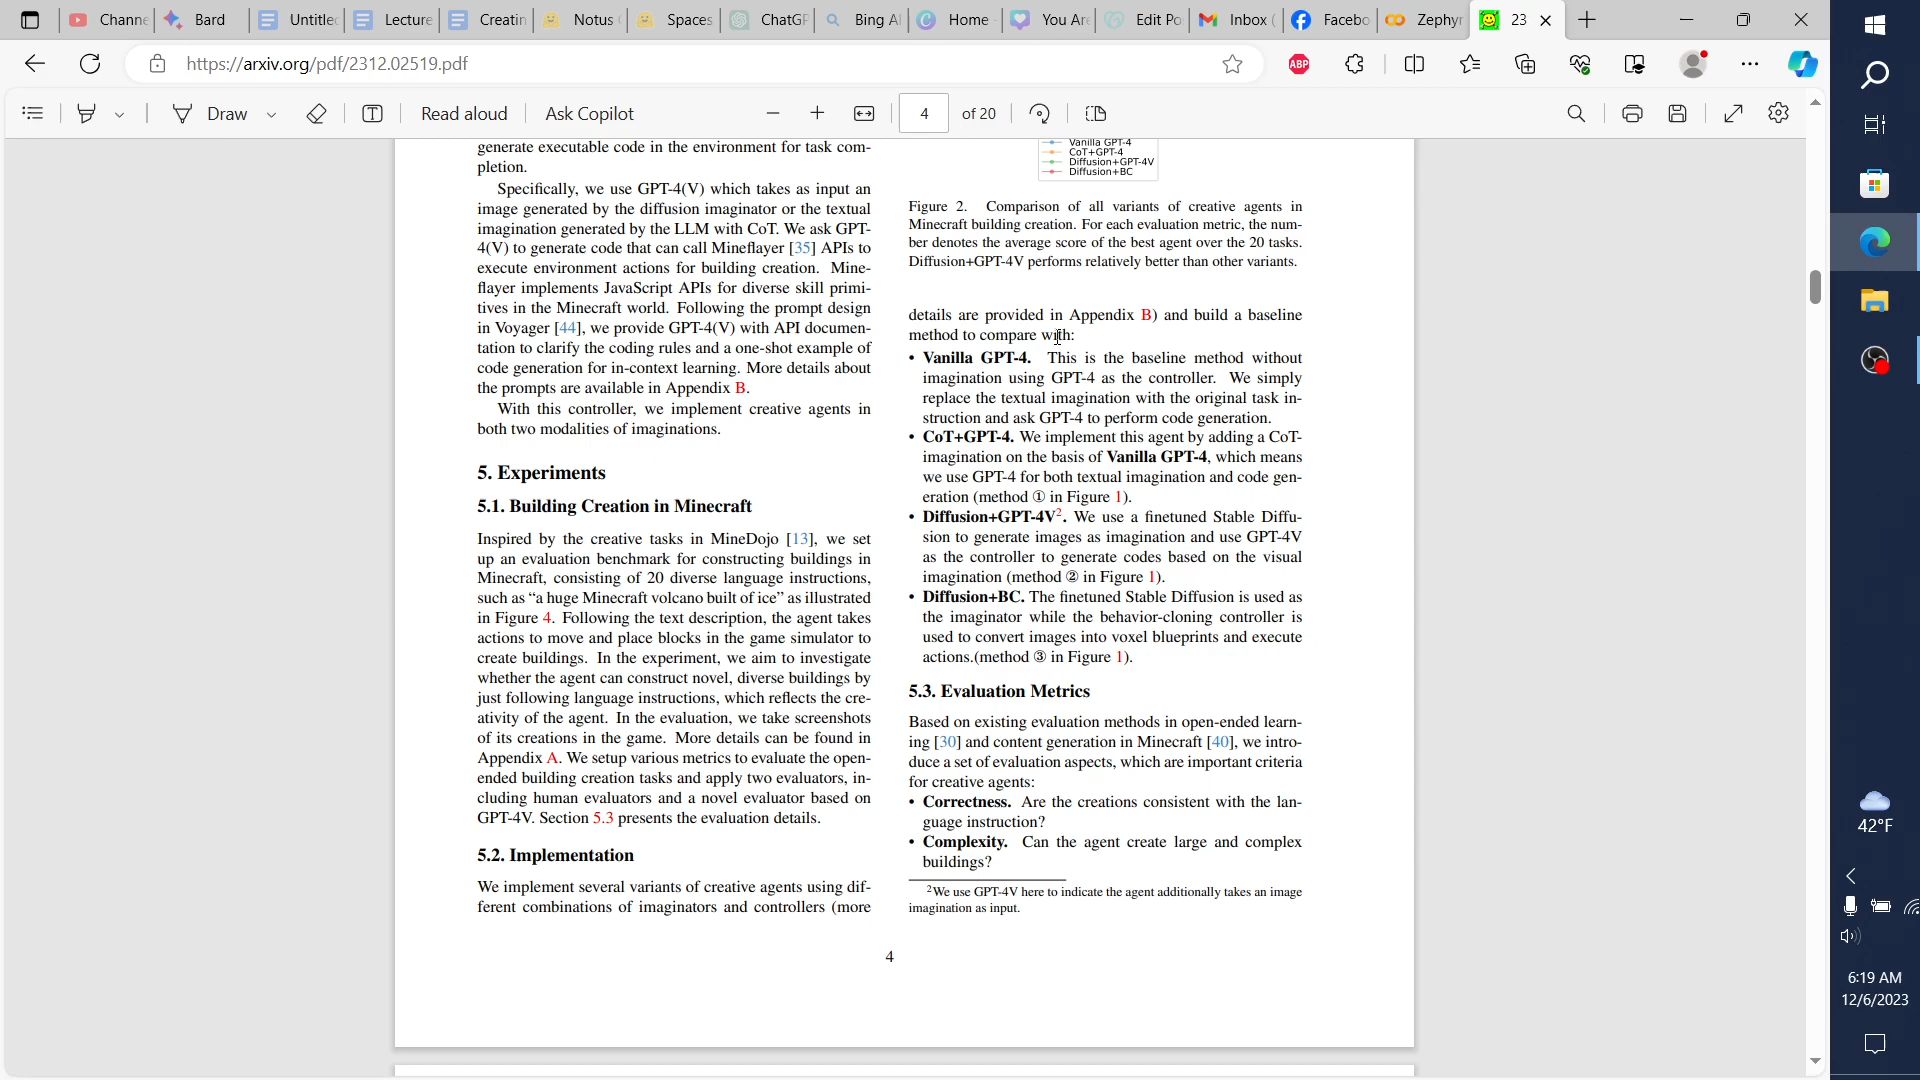 Channe
Bard
Untitled
Lecture
Creatin
Notus
Spaces
ChatGP
Bing AI
Home
You Are
Edit Po
Inbox (
Facebo
Zephy
23
https://arxiv.org/pdf/2312.02519.pdf
ABP
Draw
Read aloud
Ask Copilot
4
of 20
generate executable code in the environment for task com-
pletion.
Specifically, we use GPT-4(V) which takes as input an
image generated by the diffusion imaginator or the textual
imagination generated by the LLM with CoT. We ask GPT-
4(V) to generate code that can call Mineflayer [35] APIs to
execute environment actions for building creation. Mine-
flayer implements JavaScript APIs for diverse skill primi-
tives in the Minecraft world. Following the prompt design
in Voyager [44], we provide GPT-4(V) with API documen-
tation to clarify the coding rules and a one-shot example of
code generation for in-context learning. More details about
the prompts are available in Appendix B.
With this controller, we implement creative agents in
both two modalities of imaginations.
5. Experiments
5.1. Building Creation in Minecraft
Inspired by the creative tasks in MineDojo [13], we set
up an evaluation benchmark for constructing buildings in
Minecraft, consisting of 20 diverse language instructions,
such as “a huge Minecraft volcano built of ice” as illustrated
in Figure 4. Following the text description, the agent takes
actions to move and place blocks in the game simulator to
create buildings. In the experiment, we aim to investigate
whether the agent can construct novel, diverse buildings by
just following language instructions, which reflects the cre-
ativity of the agent. In the evaluation, we take screenshots
of its creations in the game. More details can be found in
Appendix A. We setup various metrics to evaluate the open-
ended building creation tasks and apply two evaluators, in-
cluding human evaluators and a novel evaluator based on
GPT-4V. Section 5.3 presents the evaluation details.
5.2. Implementation
We implement several variants of creative agents using dif-
ferent combinations of imaginators and controllers (more
Vanilla GPT-4
CoT+GPT-4
Diffusion+GPT-4V
Diffusion+BC
Figure 2. Comparison of all variants of creative agents in
Minecraft building creation. For each evaluation metric, the num-
ber denotes the average score of the best agent over the 20 tasks.
Diffusion+GPT-4V performs relatively better than other variants.
details are provided in Appendix B) and build a baseline
method to compare with:
• Vanilla GPT-4. This is the baseline method without
imagination using GPT-4 as the controller. We simply
replace the textual imagination with the original task in-
struction and ask GPT-4 to perform code generation.
• CoT+GPT-4. We implement this agent by adding a CoT-
imagination on the basis of Vanilla GPT-4, which means
we use GPT-4 for both textual imagination and code gen-
eration (method ① in Figure 1).
• Diffusion+GPT-4V². We use a finetuned Stable Diffu-
sion to generate images as imagination and use GPT-4V
as the controller to generate codes based on the visual
imagination (method ② in Figure 1).
• Diffusion+BC. The finetuned Stable Diffusion is used as
the imaginator while the behavior-cloning controller is
used to convert images into voxel blueprints and execute
actions.(method ③ in Figure 1).
5.3. Evaluation Metrics
Based on existing evaluation methods in open-ended learn-
ing [30] and content generation in Minecraft [40], we intro-
duce a set of evaluation aspects, which are important criteria
for creative agents:
• Correctness. Are the creations consistent with the lan-
guage instruction?
• Complexity. Can the agent create large and complex
buildings?
²We use GPT-4V here to indicate the agent additionally takes an image
imagination as input.
4
42°F
6:19 AM
12/6/2023